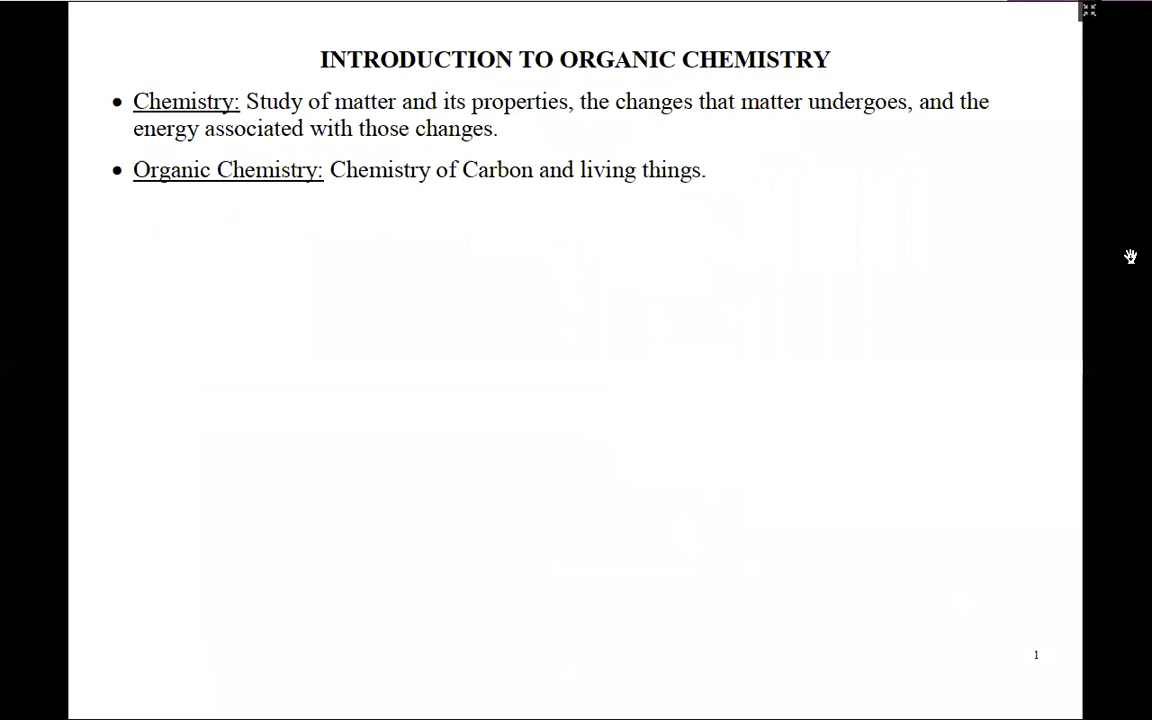 INTRODUCTION TO ORGANIC CHEMISTRY
• Chemistry: Study of matter and its properties, the changes that matter undergoes, and the
energy associated with those changes.
• Organic Chemistry: Chemistry of Carbon and living things.
1